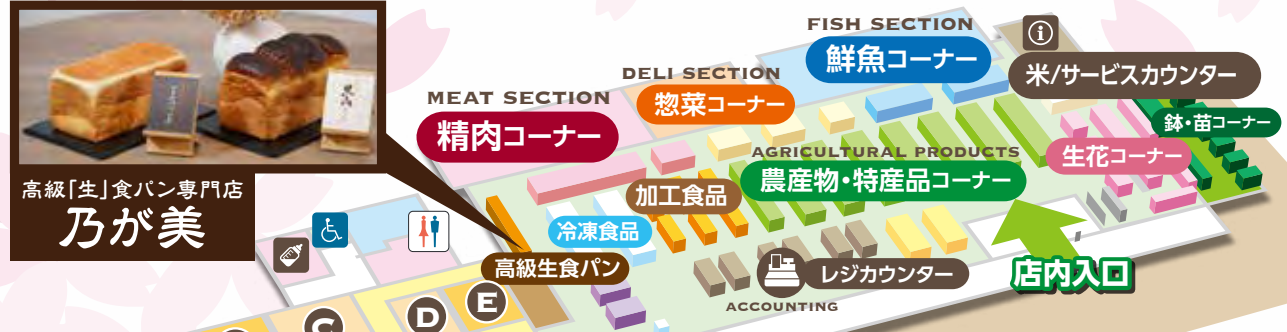 高級「生」食パン専門店
乃が美
MEAT SECTION
精肉コーナー
DELI SECTION
惣菜コーナー
FISH SECTION
鮮魚コーナー
米/サービスカウンター
鉢・苗コーナー
生花コーナー
AGRICULTURAL PRODUCTS
農産物・特産品コーナー
加工食品
冷凍食品
高級生食パン
レジカウンター
ACCOUNTING
店内入口
C
D
E